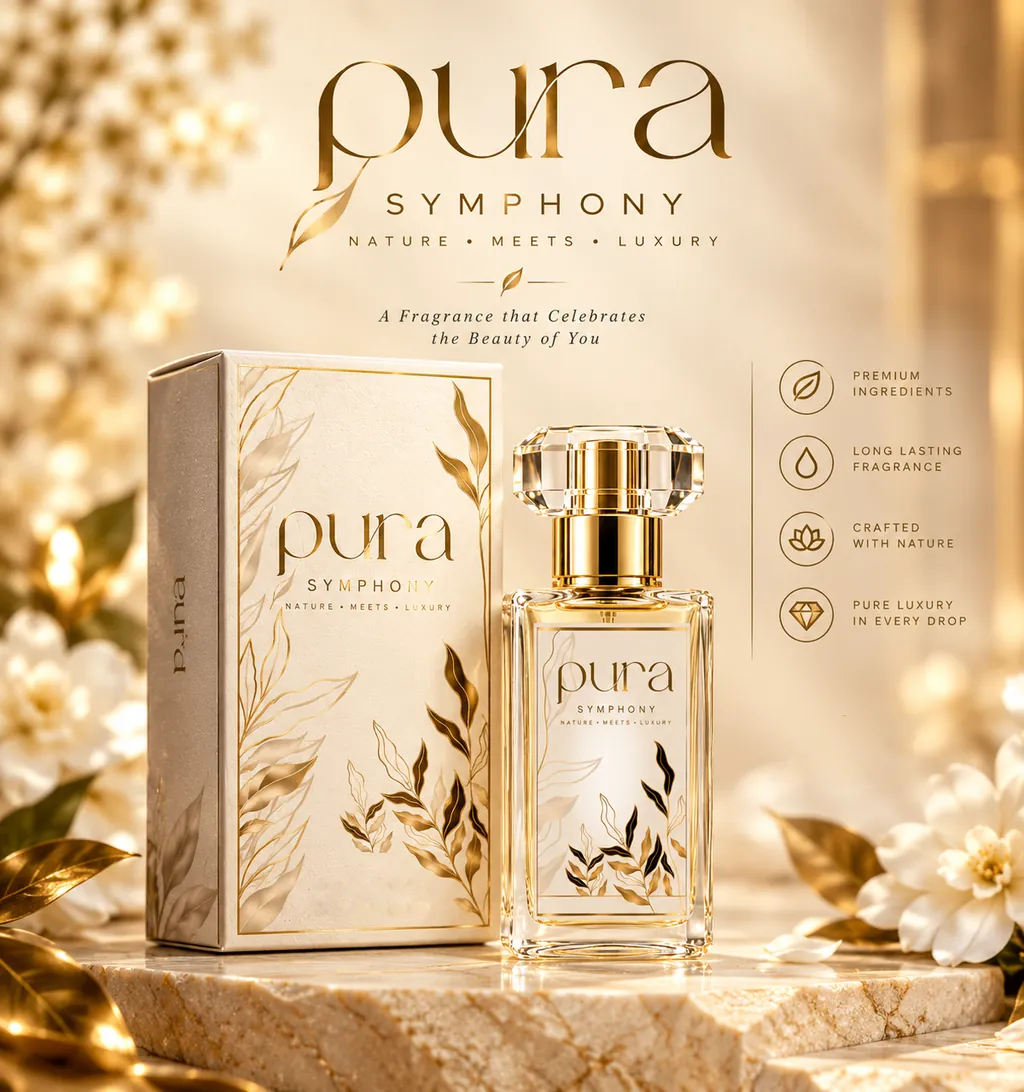 pura
SYMPHONY
NATURE • MEETS • LUXURY
A Fragrance that Celebrates
the Beauty of You
PREMIUM
INGREDIENTS
LONG LASTING
FRAGRANCE
CRAFTED
WITH NATURE
PURE LUXURY
IN EVERY DROP
pura
pura
SYMPHONY
NATURE • MEETS • LUXURY
pura
SYMPHONY
NATURE • MEETS • LUXURY